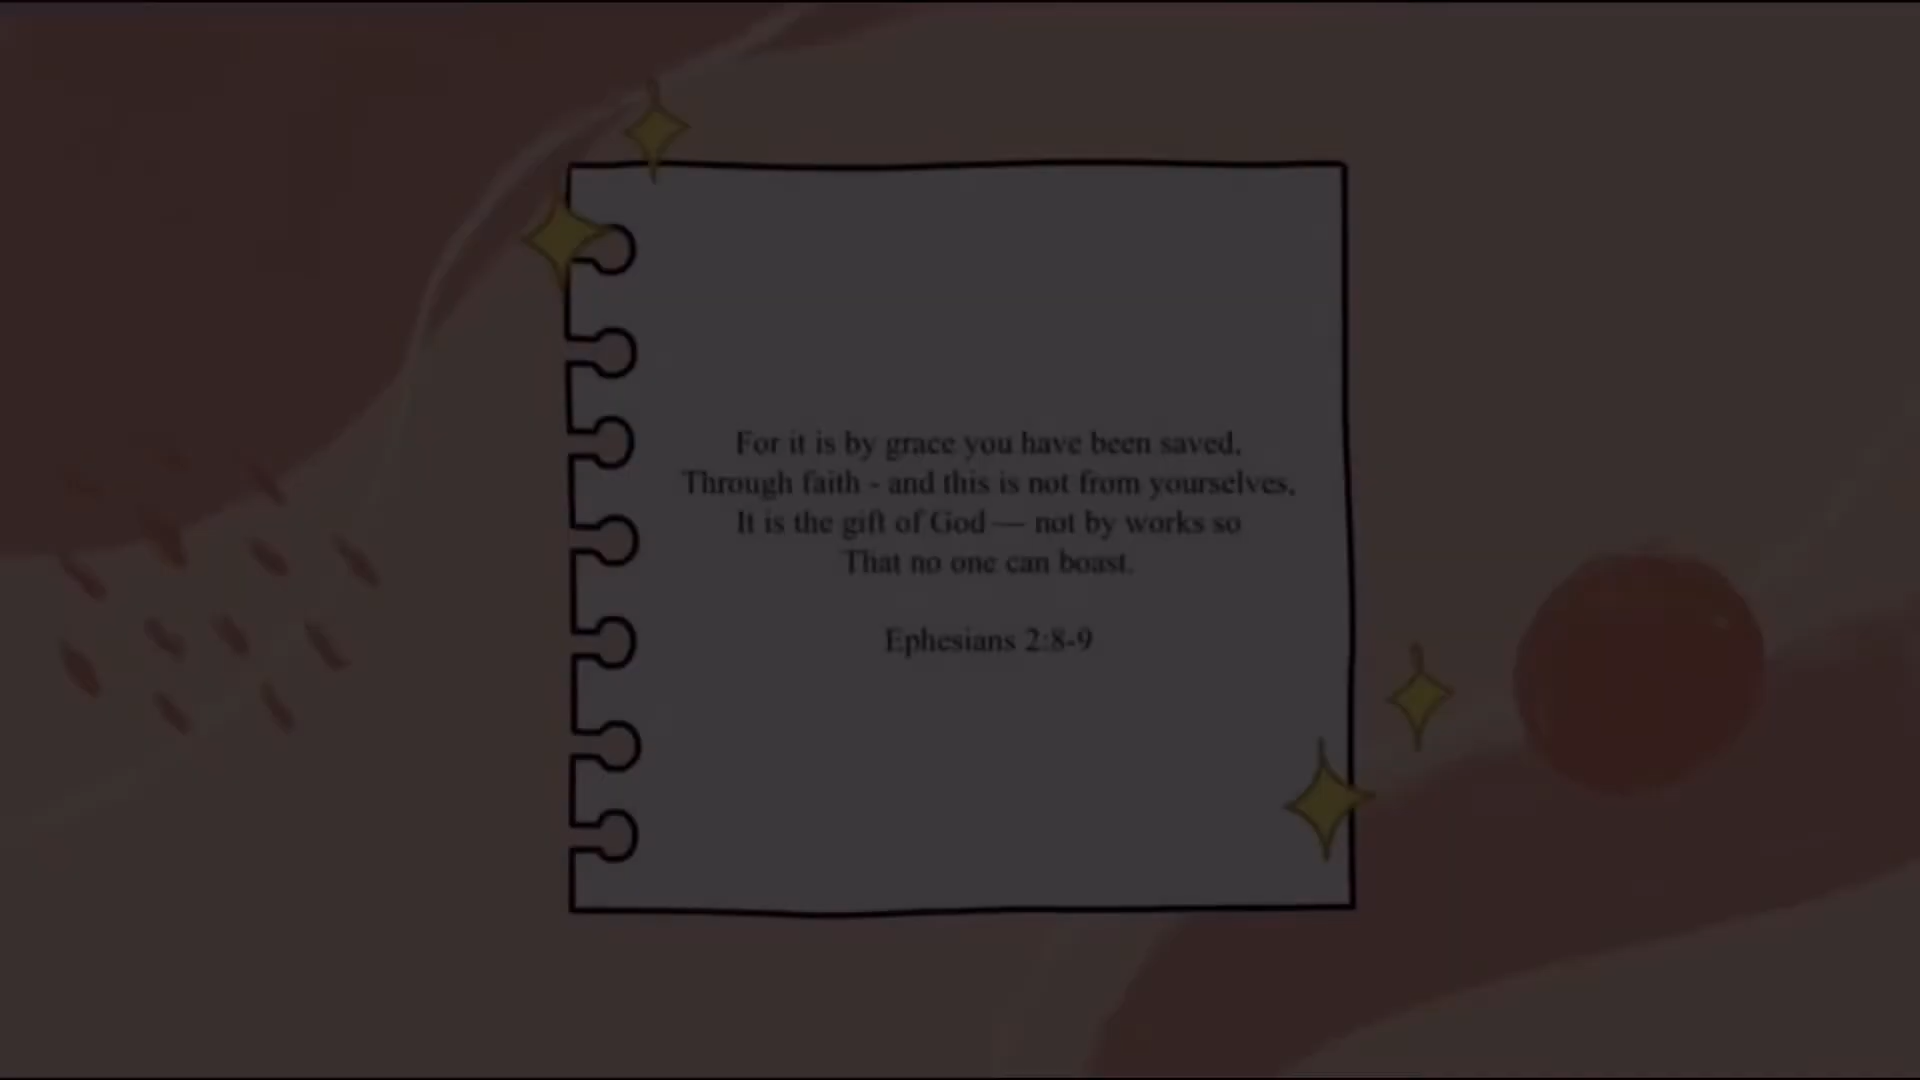 For it is by grace you have been saved,
Through faith - and this is not from yourselves,
It is the gift of God — not by works so
That no one can boast.
Ephesians 2:8-9